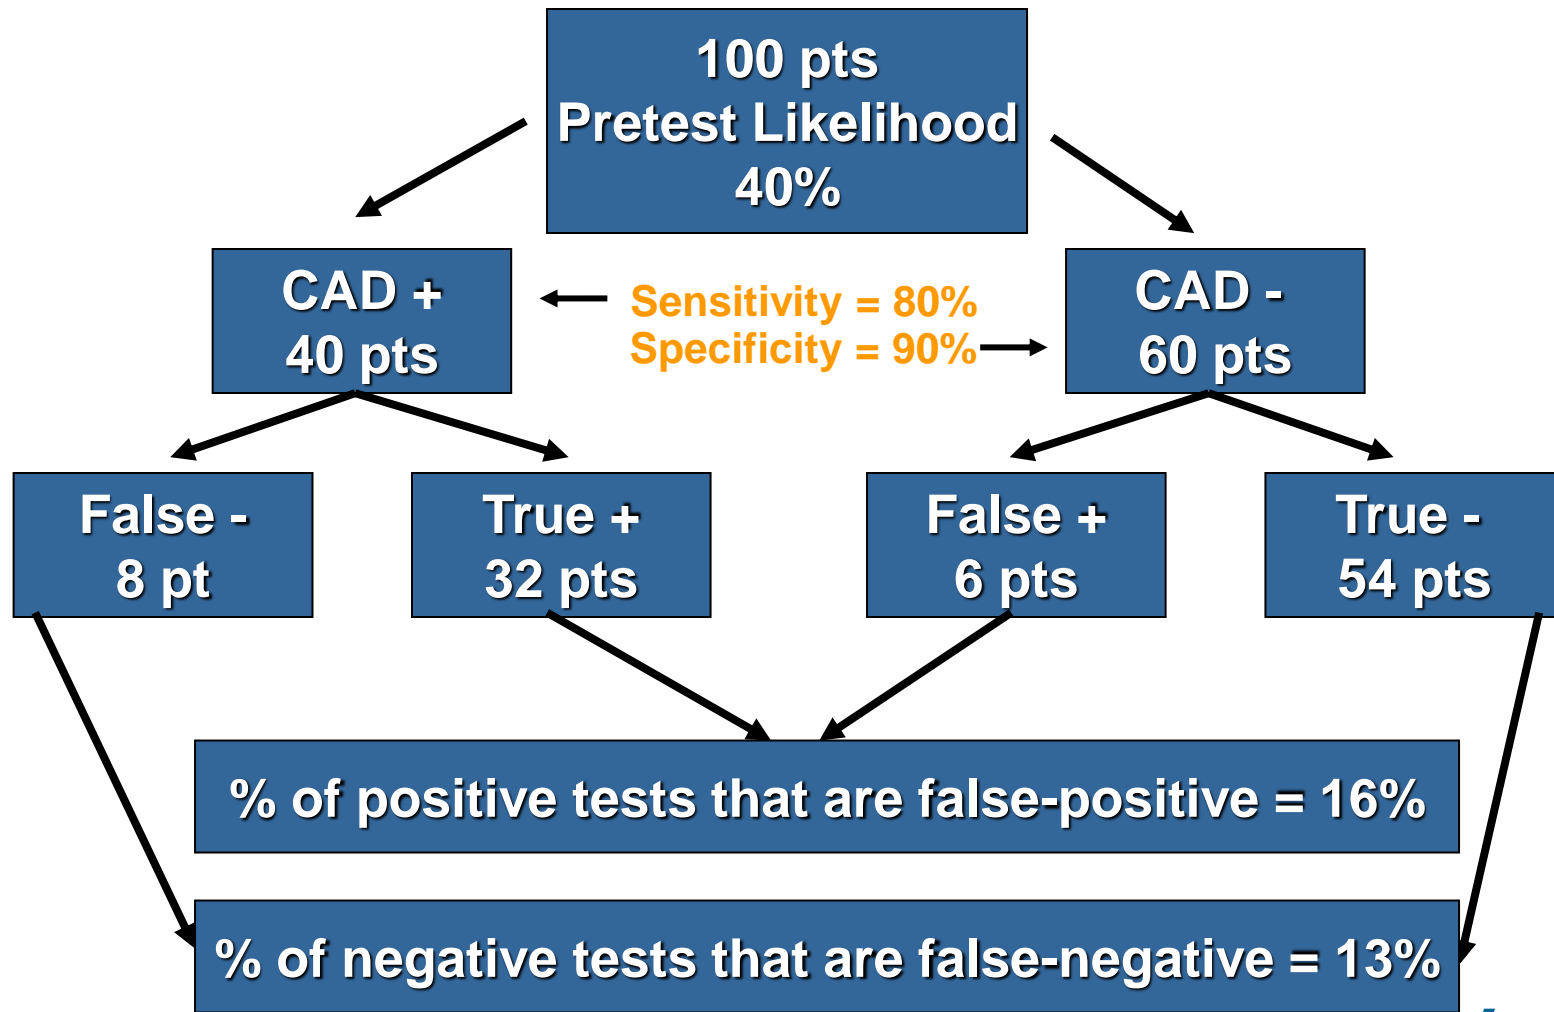 100 pts
Pretest Likelihood
40%
CAD +
40 pts
Sensitivity = 80%
Specificity = 90%
CAD -
60 pts
False -
8 pt
True +
32 pts
False +
6 pts
True -
54 pts
% of positive tests that are false-positive = 16%
% of negative tests that are false-negative = 13%